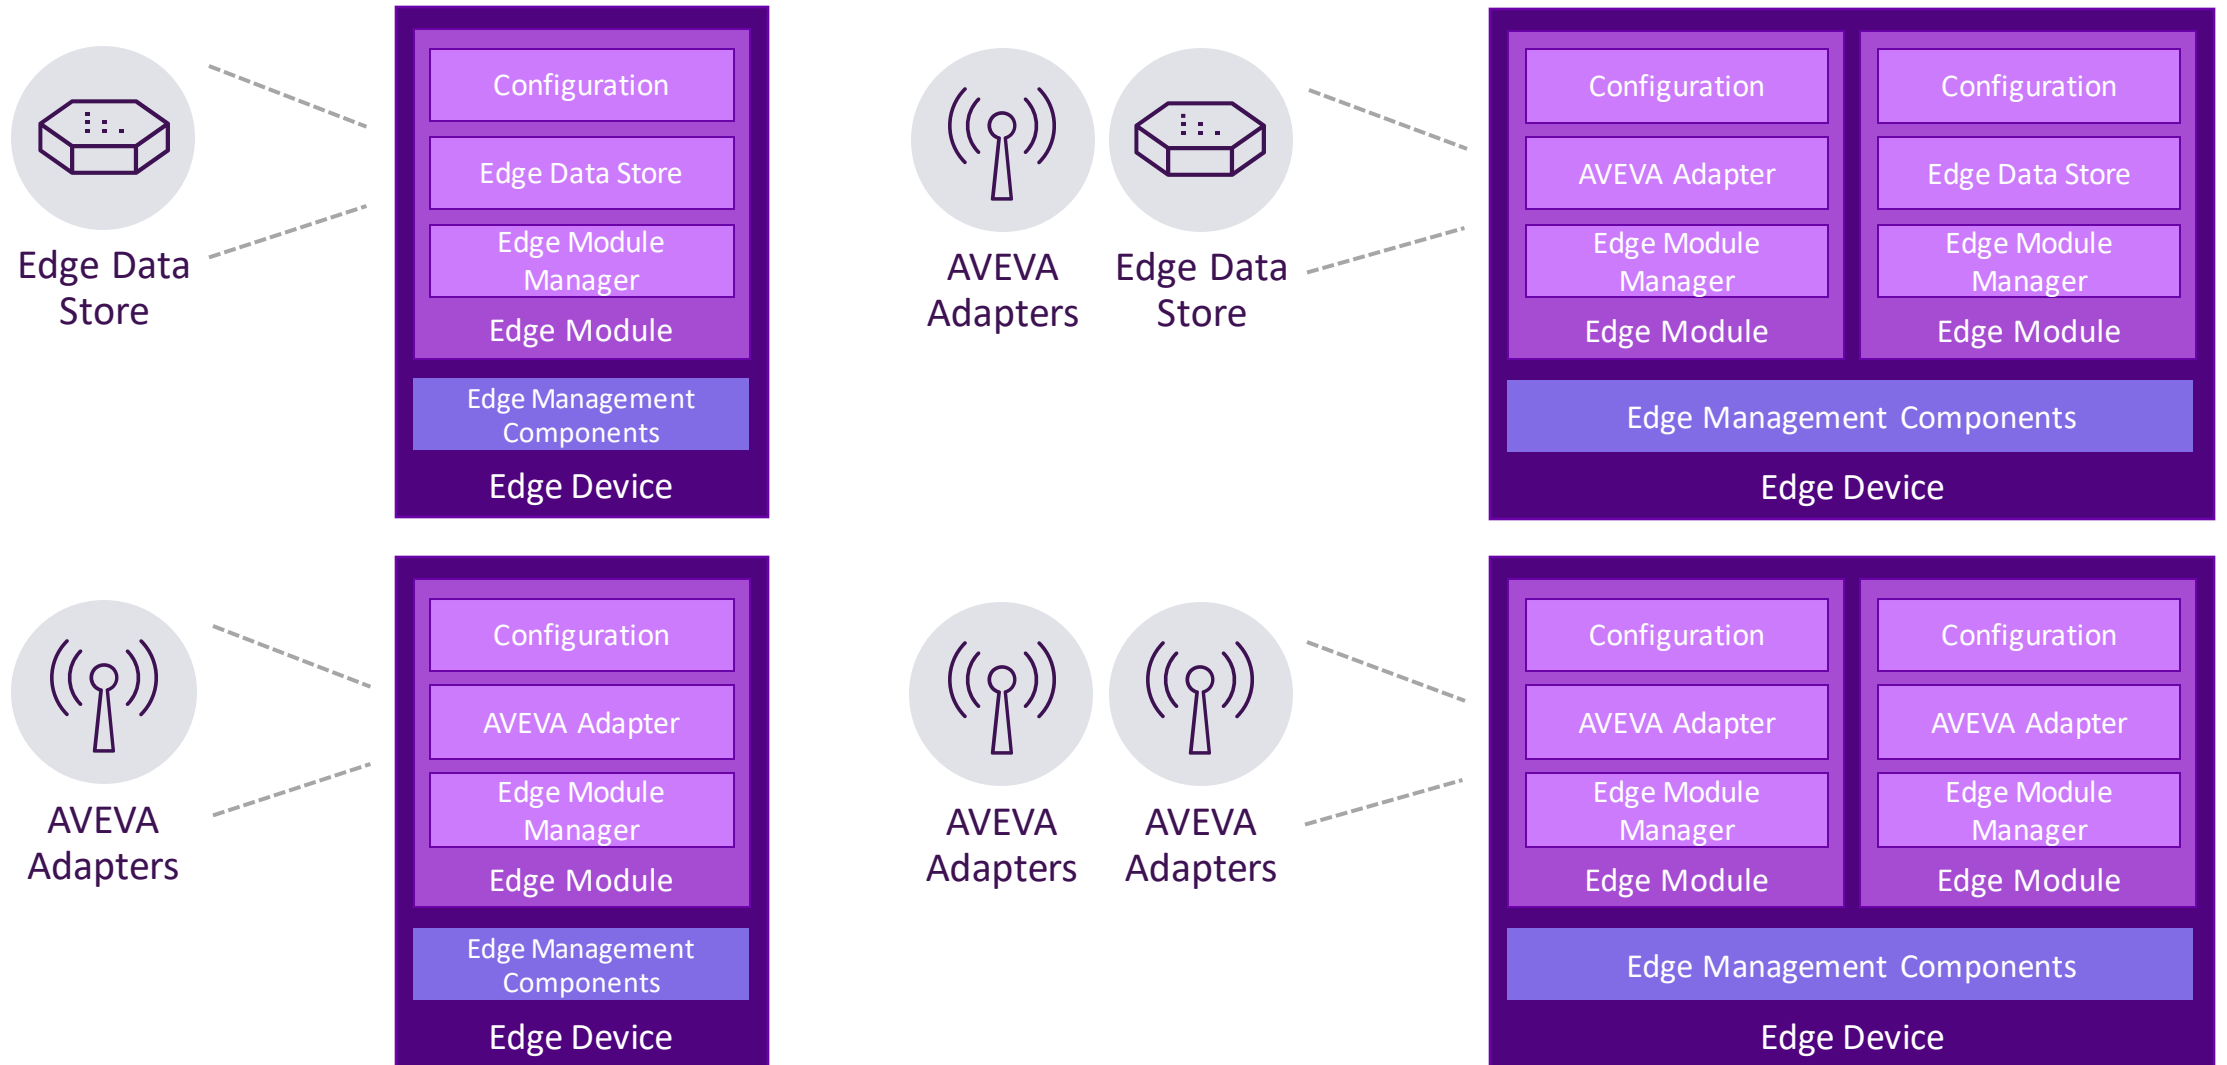 Edge Data
Store
Configuration
Edge Data Store
Edge Module
Manager
Edge Module
Edge Management
Components
Edge Device
AVEVA
Adapters
Edge Data
Store
Configuration
AVEVA Adapter
Edge Module
Manager
Edge Module
Configuration
Edge Data Store
Edge Module
Manager
Edge Module
Edge Management Components
Edge Device
AVEVA
Adapters
Configuration
AVEVA Adapter
Edge Module
Manager
Edge Module
Edge Management
Components
Edge Device
AVEVA
Adapters
AVEVA
Adapters
Configuration
AVEVA Adapter
Edge Module
Manager
Edge Module
Configuration
AVEVA Adapter
Edge Module
Manager
Edge Module
Edge Management Components
Edge Device